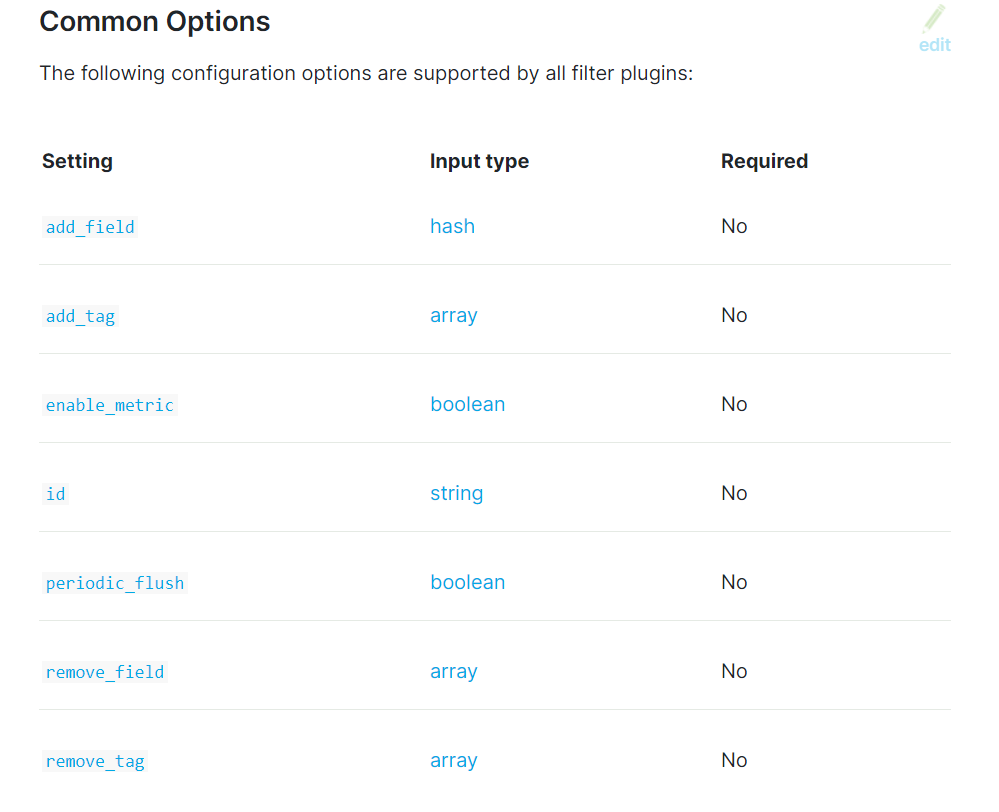 Common Options
edit
The following configuration options are supported by all filter plugins:
Setting Input type Required
add_field hash No
add_tag array No
enable_metric boolean No
id string No
periodic_flush boolean No
remove_field array No
remove_tag array No